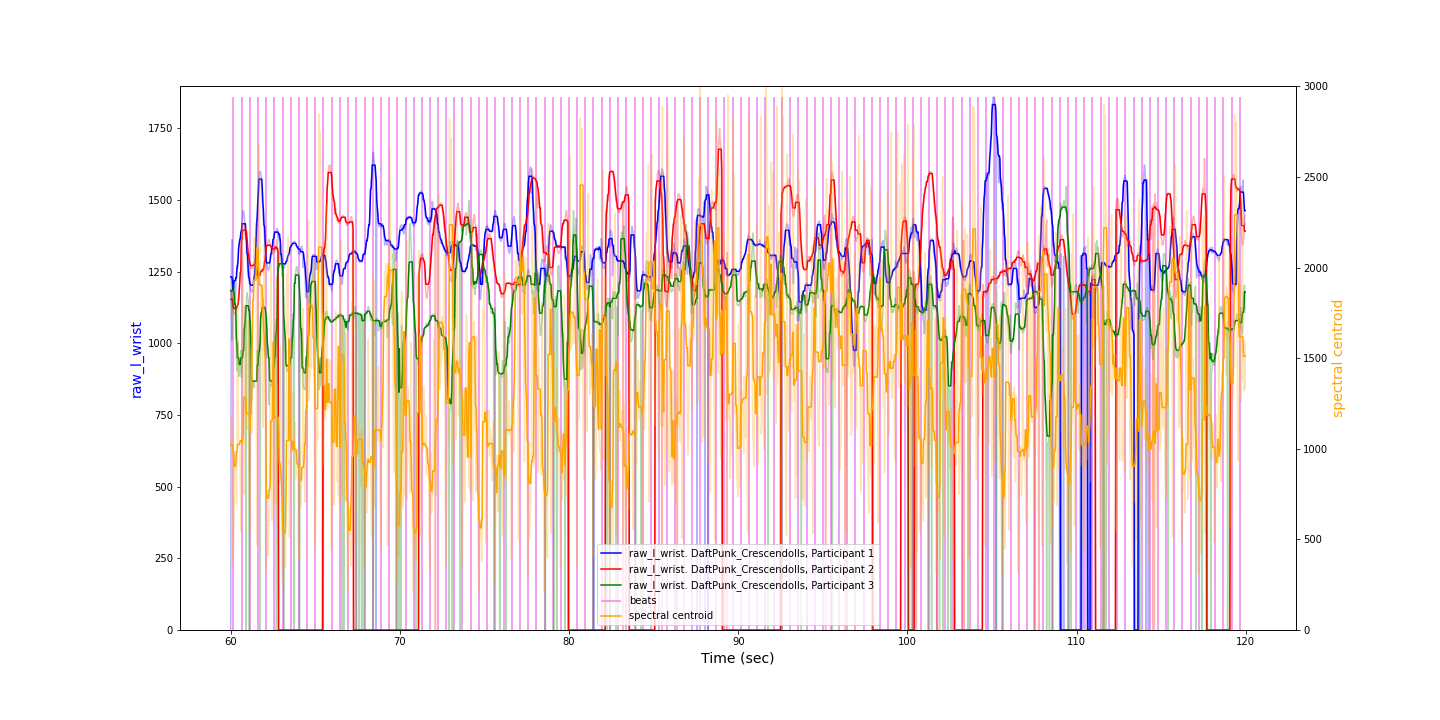 1750
1500
1250
1000
750
500
250
0
raw_l_wrist
3000
2500
2000
1500
1000
500
0
spectral centroid
raw_l_wrist. DaftPunk_Crescendolls, Participant 1
raw_l_wrist. DaftPunk_Crescendolls, Participant 2
raw_l_wrist. DaftPunk_Crescendolls, Participant 3
beats
spectral centroid
60 70 80 90 100 110 120
Time (sec)